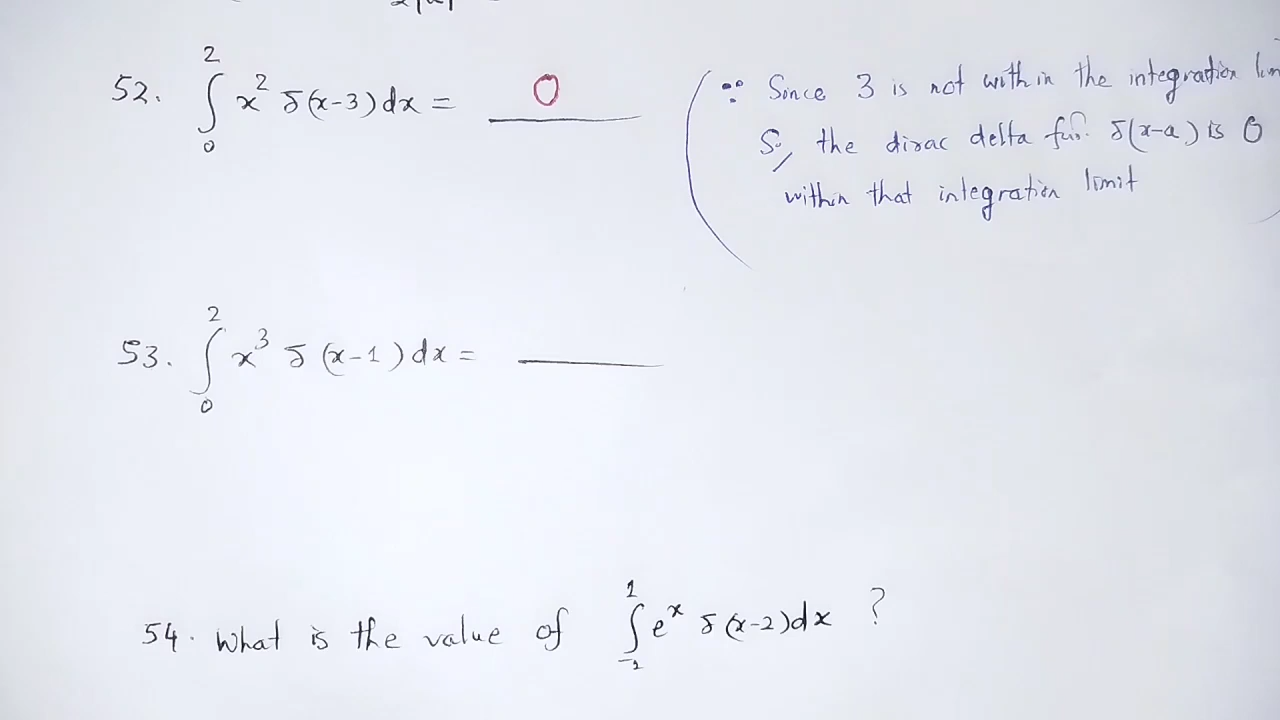 52. ∫₀² x² δ(x-3) dx = 0
∵ Since 3 is not within the integration
So, the dirac delta fun. δ(x-a) is 0
within that integration limit
53. ∫₀² x³ δ(x-1) dx =
54. What is the value of ∫₋₁¹ eˣ δ(x-2) dx ?